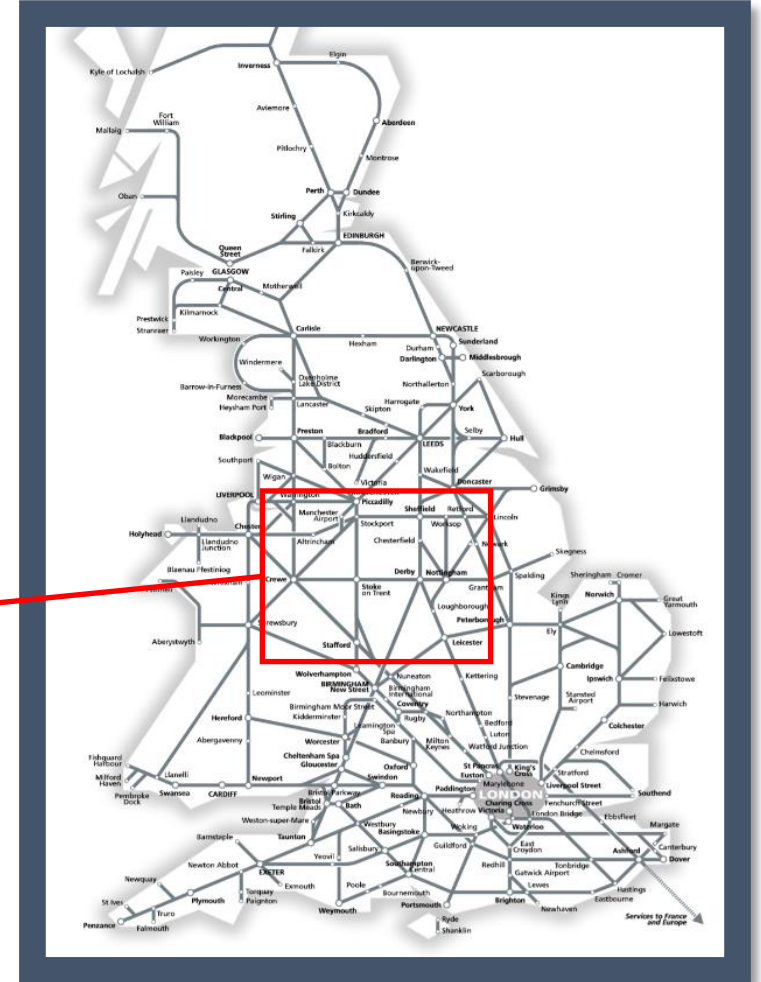 Elgin
Inverness
Kyle of Lochalsh
Aviemore
Fort
William
Mallaig
Aberdeen
Pitlochry
Montrose
Perth
Dundee
Oban
Kirkcaldy
Stirling
EDINBURGH
Queen
Street
Falkirk
Berwick-
upon-Tweed
Paisley
GLASGOW
Central
Motherwell
Prestwick
Kilmarnock
Stranraer
Carlisle
NEWCASTLE
Workington
Hexham
Sunderland
Durham
Darlington
Middlesbrough
Windermere
Oxenholme
Lake District
Scarborough
Barrow-in-Furness
Northallerton
Morecambe
Heysham Port
Lancaster
Harrogate
York
Skipton
Blackpool
Preston
Bradford
Selby
Hull
Blackburn
LEEDS
Southport
Huddersfield
Bolton
Wakefield
Wigan
Victoria
Doncaster
Grimsby
LIVERPOOL
Warrington
Piccadilly
Sheffield
Retford
Manchester
Airport
Stockport
Worksop
Lincoln
Llandudno
Chester
Holyhead
Llandudno
Junction
Altrincham
Chesterfield
Newark
Skegness
Blaenau Ffestiniog
Crewe
Stoke
on Trent
Derby
Nottingham
Grantham
Spalding
Sheringham
Cromer
Kings
Lynn
Norwich
Great
Yarmouth
Loughborough
Peterborough
Ely
Lowestoft
Aberystwyth
Stafford
Leicester
Wolverhampton
BIRMINGHAM
New Street
Nuneaton
Birmingham
International
Kettering
Cambridge
Ipswich
Felixstowe
Leominster
Birmingham Moor Street
Kidderminster
Coventry
Rugby
Northampton
Stevenage
Stansted
Airport
Harwich
Hereford
Leamington
Spa
Bedford
Colchester
Worcester
Banbury
Milton
Keynes
Luton
Abergavenny
Watford Junction
Chelmsford
Fishguard
Harbour
Cheltenham Spa
Gloucester
Oxford
St Pancras
King's
Cross
Euston
Stratford
Milford
Haven
Llanelli
Newport
Swindon
Paddington
Marylebone
Liverpool Street
Pembroke
Dock
Swansea
CARDIFF
Bristol Parkway
Reading
LONDON
Southend
Bristol
Temple Meads
Bath
Newbury
Heathrow
Victoria
Charing Cross
Fenchurch Street
London Bridge
Ebbsfleet
Weston-super-Mare
Westbury
Basingstoke
Woking
Waterloo
Margate
Barnstaple
Taunton
Salisbury
Guildford
East
Croydon
Canterbury
Ashford
Dover
Yeovil
Southampton
Central
Redhill
Tonbridge
Gatwick Airport
Newton Abbot
EXETER
Exmouth
Poole
Bournemouth
Lewes
Hastings
Eastbourne
Newquay
Torquay
Paignton
Plymouth
Weymouth
Portsmouth
Brighton
Newhaven
St Ives
Truro
Falmouth
Penzance
Ryde
Shanklin
Services to France
and Europe